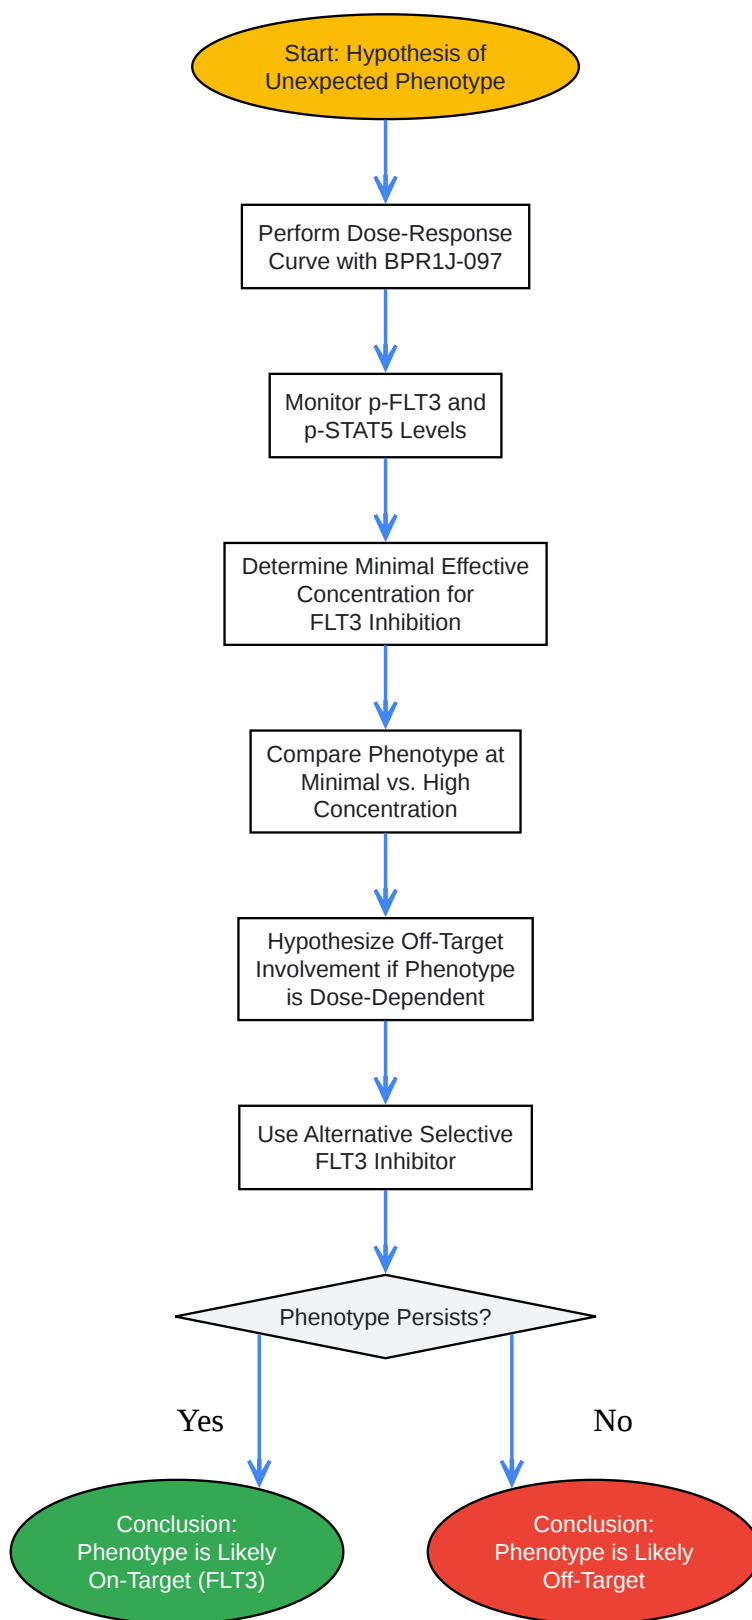 Start: Hypothesis of
Unexpected Phenotype
Perform Dose-Response
Curve with BPR1J-097
Monitor p-FLT3 and
p-STAT5 Levels
Determine Minimal Effective
Concentration for
FLT3 Inhibition
Compare Phenotype at
Minimal vs. High
Concentration
Hypothesize Off-Target
Involvement if Phenotype
is Dose-Dependent
Use Alternative Selective
FLT3 Inhibitor
Phenotype Persists?
Yes
No
Conclusion:
Phenotype is Likely
On-Target (FLT3)
Conclusion:
Phenotype is Likely
Off-Target